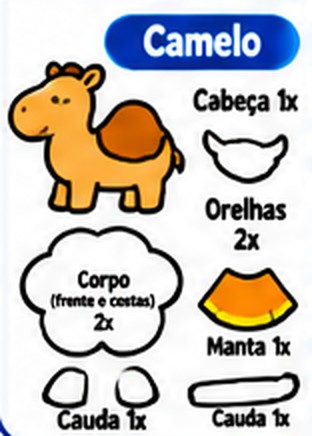 Camelo
Cabeça 1x
Orelhas
2x
Corpo
(frente e costas)
2x
Manta 1x
Cauda 1x
Cauda 1x